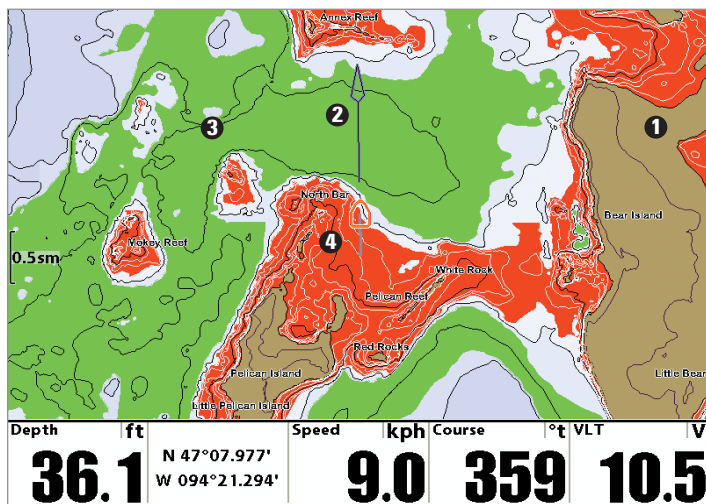 Annex Reef
2
1
3
North Bar
Bear Island
4
Mokey Reef
0.5sm
White Rock
Pelican Reef
Red Rocks
Pelican Island
Little Bear
Little Pelican Island
Depth ft
36.1
N 47°07.977'
W 094°21.294'
Speed kph
9.0
Course °t
359
VLT V
10.5